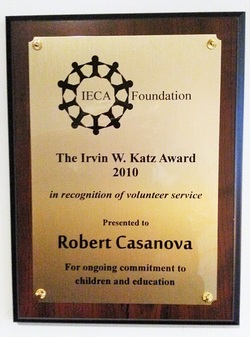 IECA Foundation
The Irvin W. Katz Award
2010
in recognition of volunteer service
Presented to
Robert Casanova
For ongoing commitment to
children and education